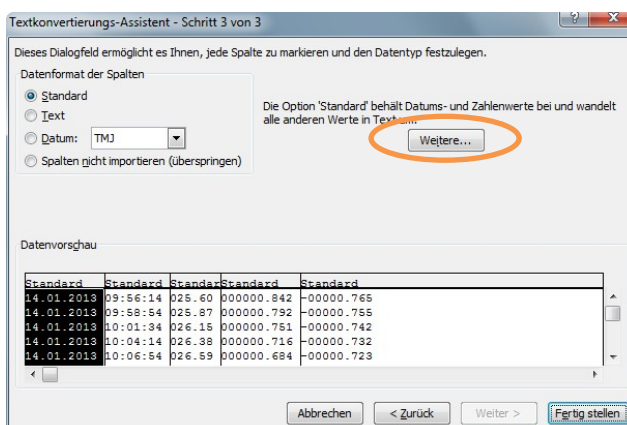 Textkonvertierungs-Assistent - Schritt 3 von 3
Dieses Dialogfeld ermöglicht es Ihnen, jede Spalte zu markieren und den Datentyp festzulegen.
Datenformat der Spalten
Standard
Text
Datum: TMJ
Spalten nicht importieren (überspringen)
Die Option 'Standard' behält Datums- und Zahlenwerte bei und wandelt
alle anderen Werte in Text um.
Weitere...
Datenvorschau
Standard Standard Standar Standard Standard
14.01.2013 09:56:14 025.60 000000.842 -00000.765
14.01.2013 09:58:54 025.87 000000.792 -00000.755
14.01.2013 10:01:34 026.15 000000.751 -00000.742
14.01.2013 10:04:14 026.38 000000.716 -00000.732
14.01.2013 10:06:54 026.59 000000.684 -00000.723
Abbrechen < Zurück Weiter > Fertig stellen